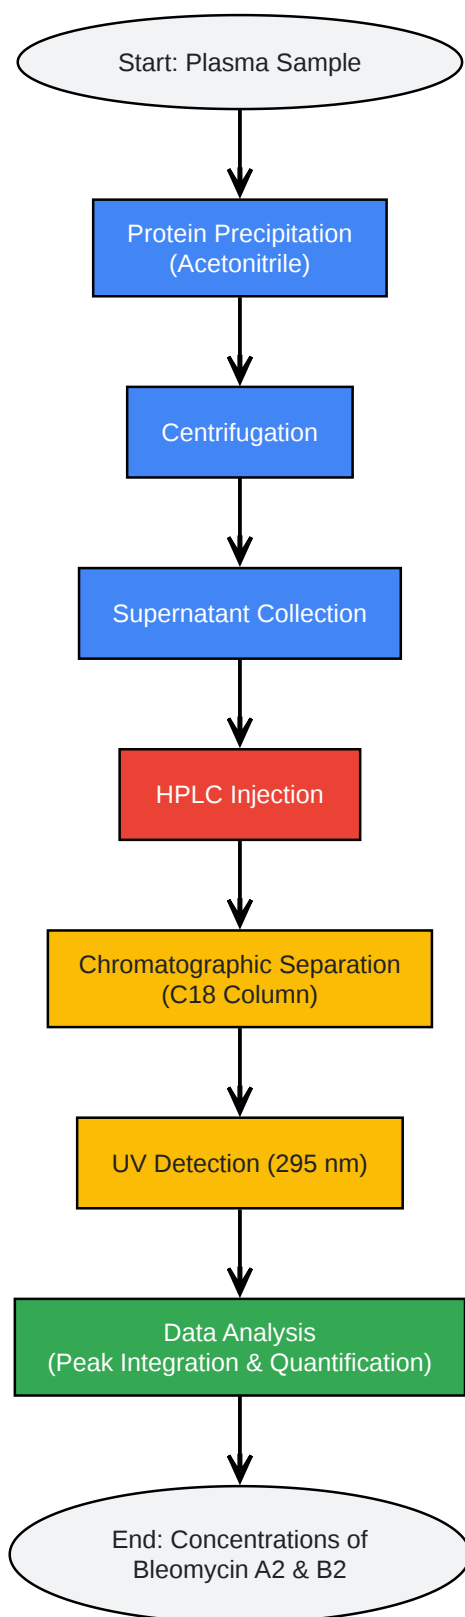 Start: Plasma Sample
Protein Precipitation
(Acetonitrile)
Centrifugation
Supernatant Collection
HPLC Injection
Chromatographic Separation
(C18 Column)
UV Detection (295 nm)
Data Analysis
(Peak Integration & Quantification)
End: Concentrations of
Bleomycin A2 & B2